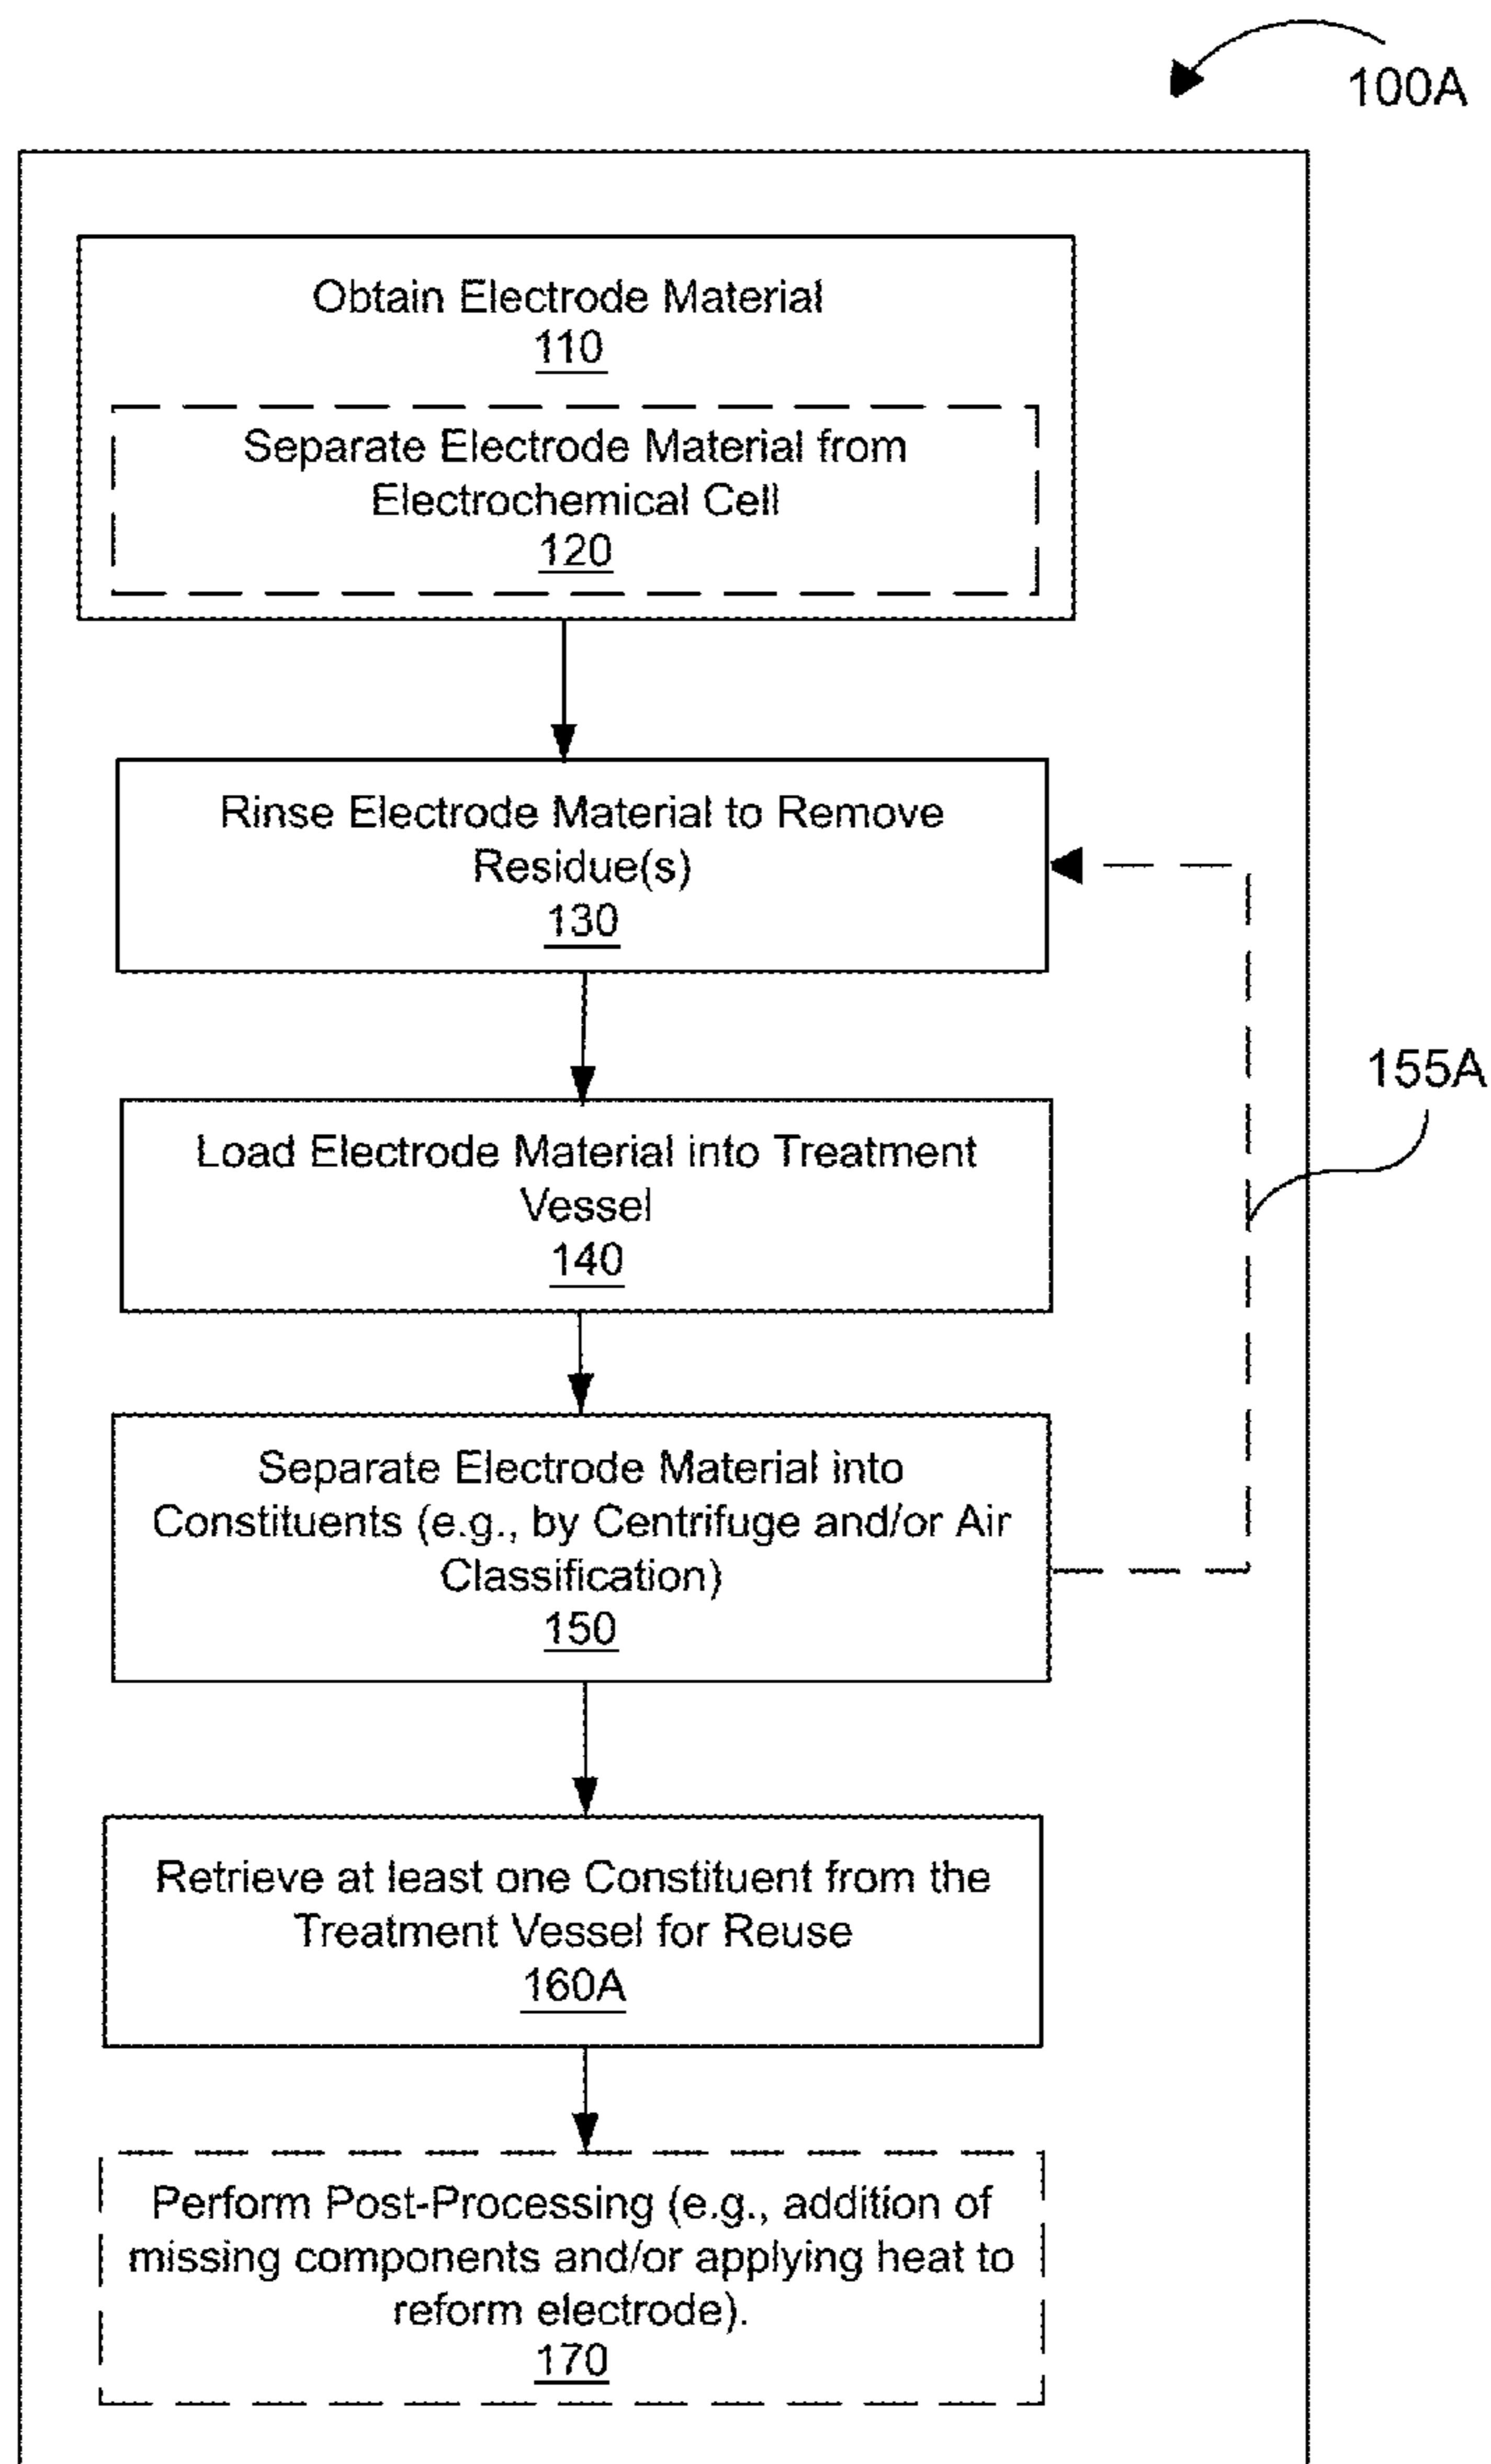 100A
Obtain Electrode Material
110
Separate Electrode Material from
Electrochemical Cell
120
Rinse Electrode Material to Remove
Residue(s)
130
155A
Load Electrode Material into Treatment
Vessel
140
Separate Electrode Material into
Constituents (e.g., by Centrifuge and/or Air
Classification)
150
Retrieve at least one Constituent from the
Treatment Vessel for Reuse
160A
Perform Post-Processing (e.g., addition of
missing components and/or applying heat to
reform electrode).
170